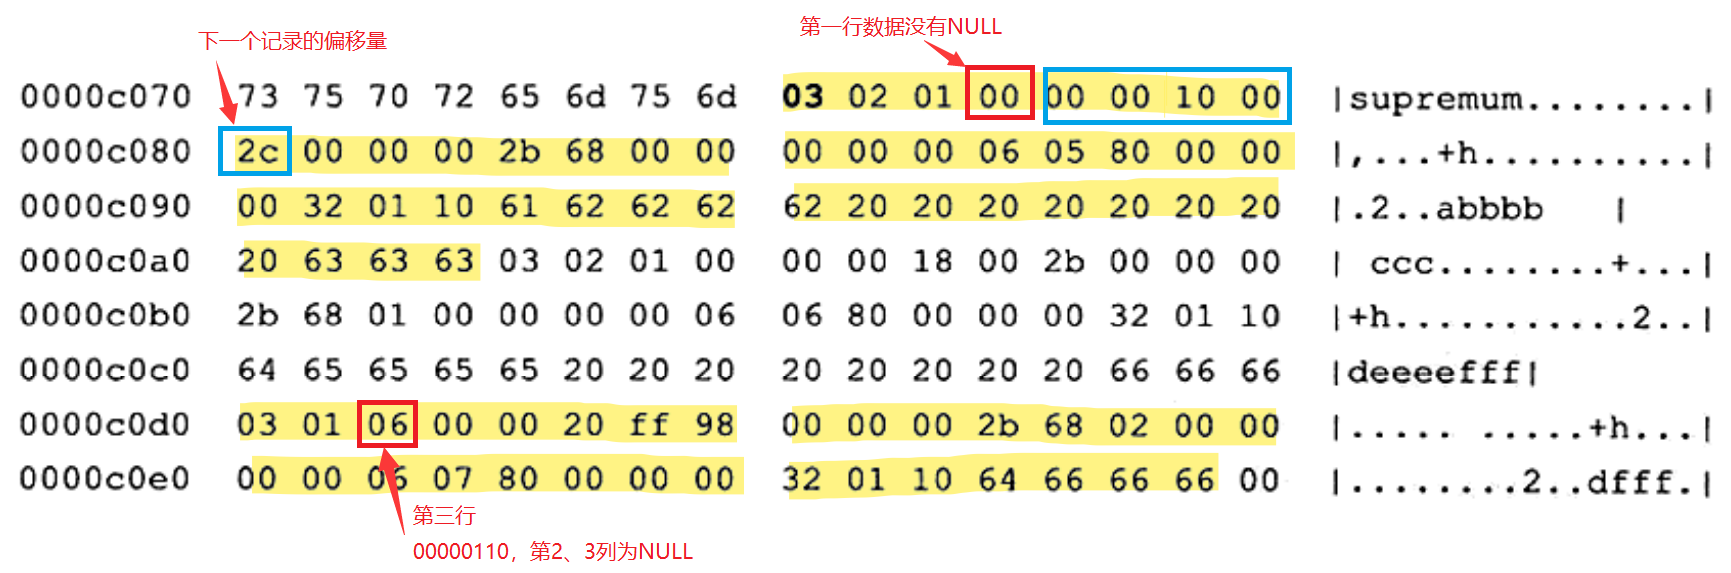 下一个记录的偏移量
第一行数据没有NULL
0000c070 73 75 70 72 65 6d 75 6d 03 02 01 00 00 00 10 00 |supremum........|
0000c080 2c 00 00 00 2b 68 00 00 00 00 00 06 05 80 00 00 |,...+h..........|
0000c090 00 32 01 10 61 62 62 62 62 20 20 20 20 20 20 20 |.2..abbbb |
0000c0a0 20 63 63 63 03 02 01 00 00 00 18 00 2b 00 00 00 | ccc........+...|
0000c0b0 2b 68 01 00 00 00 00 06 06 80 00 00 00 32 01 10 |+h...........2..|
0000c0c0 64 65 65 65 65 20 20 20 20 20 20 20 20 66 66 66 |deeeefff|
0000c0d0 03 01 06 00 00 20 ff 98 00 00 00 2b 68 02 00 00 |..... .....+h...|
0000c0e0 00 00 06 07 80 00 00 00 32 01 10 64 66 66 66 00 |........2..dfff.|
第三行
00000110，第2、3列为NULL